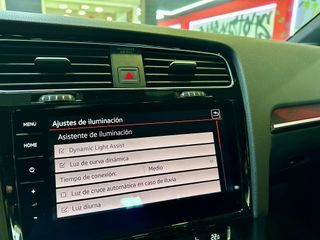 MENU
HOME
Ajustes de iluminación
Asistente de iluminación
Dynamic Light Assist
Luz de curva dinámica
Tiempo de conexión: Medio
Luz de cruce automática en caso de lluvia
Luz diurna